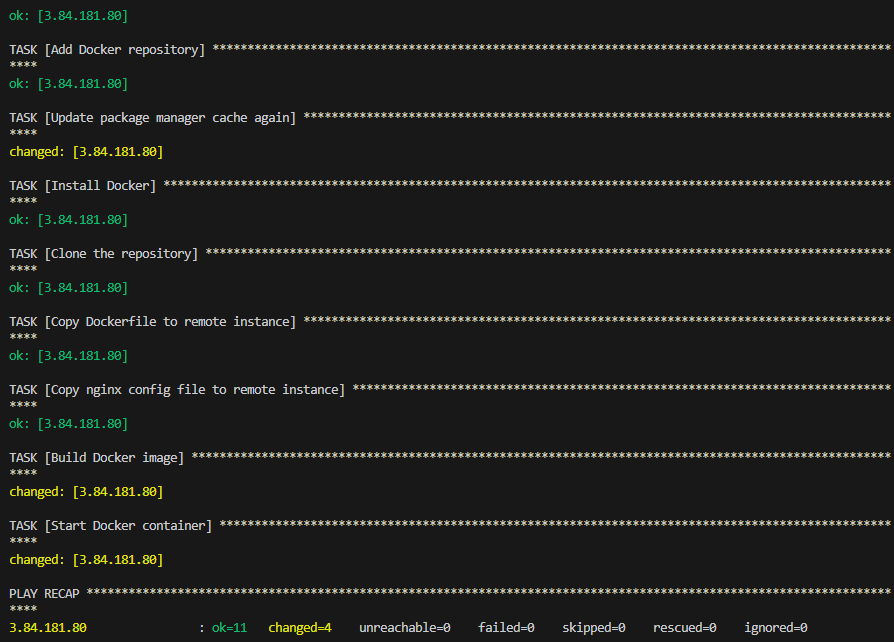 ok: [3.84.181.80]
TASK [Add Docker repository] *************************************************************************************************
****
ok: [3.84.181.80]
TASK [Update package manager cache again] ************************************************************************************
****
changed: [3.84.181.80]
TASK [Install Docker] ********************************************************************************************************
****
ok: [3.84.181.80]
TASK [Clone the repository] **************************************************************************************************
****
ok: [3.84.181.80]
TASK [Copy Dockerfile to remote instance] ************************************************************************************
****
ok: [3.84.181.80]
TASK [Copy nginx config file to remote instance] *****************************************************************************
****
ok: [3.84.181.80]
TASK [Build Docker image] ****************************************************************************************************
****
changed: [3.84.181.80]
TASK [Start Docker container] ************************************************************************************************
****
changed: [3.84.181.80]
PLAY RECAP *******************************************************************************************************************
****
3.84.181.80                : ok=11   changed=4    unreachable=0    failed=0    skipped=0    rescued=0    ignored=0